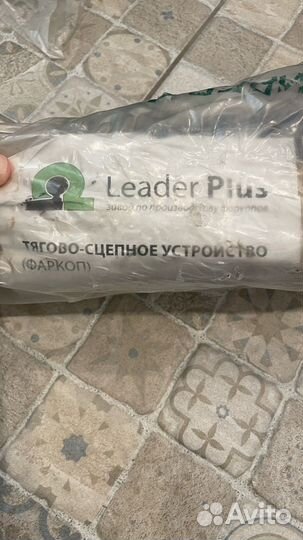 Leader Plus
завод по производству фаркопов
ТЯГОВО-СЦЕПНОЕ УСТРОЙСТВО
(ФАРКОП)
Avito